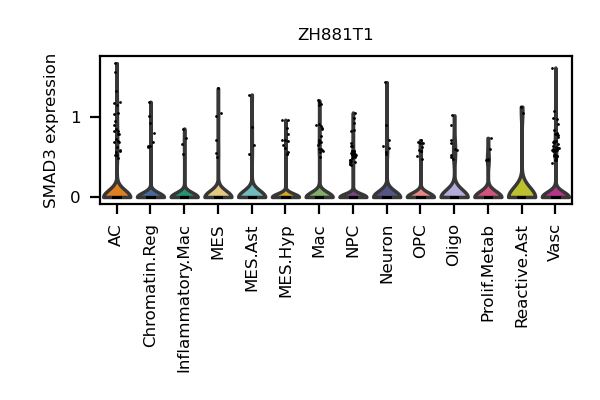 ZH881T1
SMAD3 expression
1
0
AC
Chromatin.Reg
Inflammatory.Mac
MES
MES.Ast
MES.Hyp
Mac
NPC
Neuron
OPC
Oligo
Prolif.Metab
Reactive.Ast
Vasc